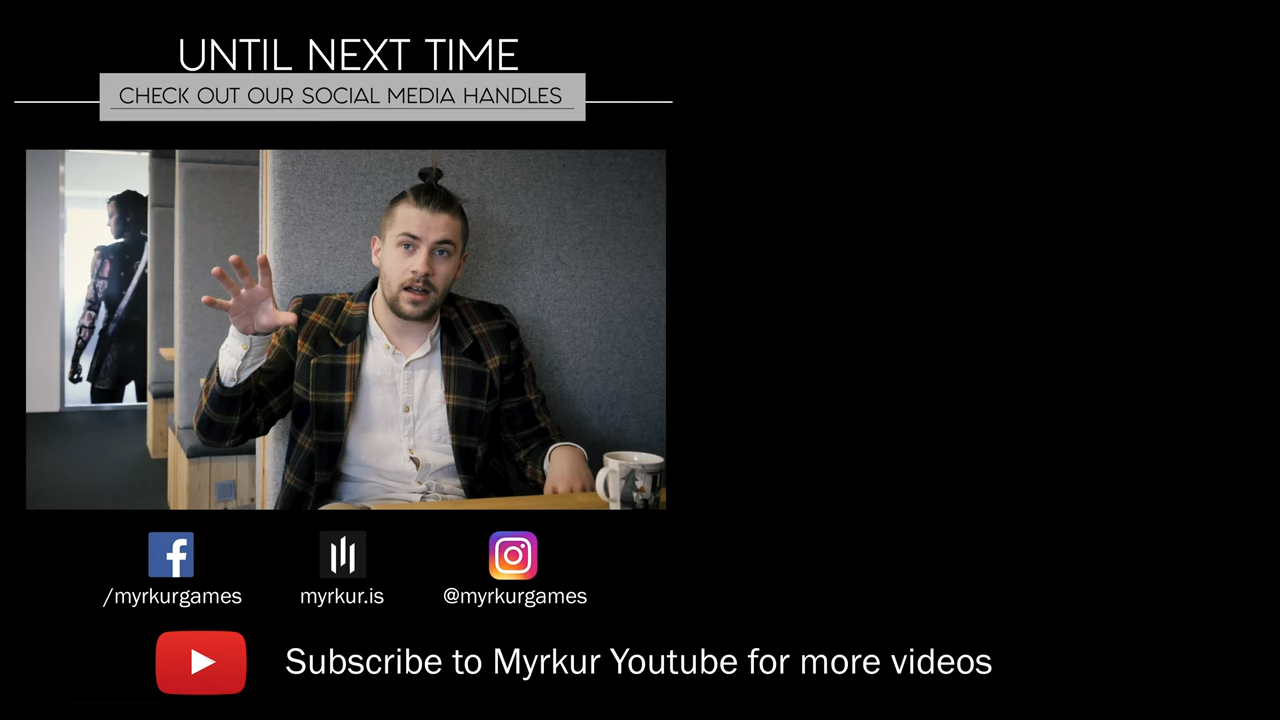 UNTIL NEXT TIME
CHECK OUT OUR SOCIAL MEDIA HANDLES
/myrkurgames
myrkur.is
@myrkurgames
Subscribe to Myrkur Youtube for more videos